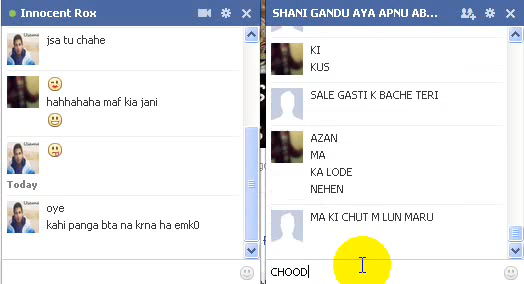 Innocent Rox
jsa tu chahe
hahhahaha maf kia jani
Today
oye
kahi panga bta na krna ha emk0
SHANI GANDU AYA APNU AB...
KI
KUS
SALE GASTI K BACHE TERI
AZAN
MA
KA LODE
NEHEN
MA KI CHUT M LUN MARU
CHOOD